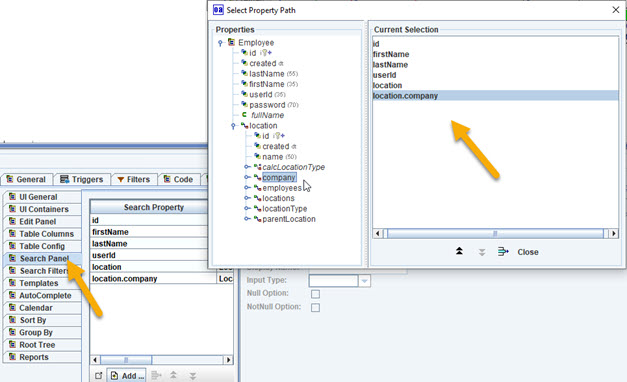 Select Property Path
Properties
Employee
id
created
lastName (55)
firstName (35)
userId (35)
password (70)
fullName
location
id
created
name (50)
calcLocationType
company
employees
locations
locationType
parentLocation
Current Selection
id
firstName
lastName
userId
location
location.company
Close
General
Triggers
Filters
Code
UI General
UI Containers
Edit Panel
Table Columns
Table Config
Search Panel
Search Filters
Templates
AutoComplete
Calendar
Sort By
Group By
Root Tree
Reports
Search Property
id
firstName
lastName
userId
location
location.company
Add ...
Input Type:
Null Option:
NotNull Option: